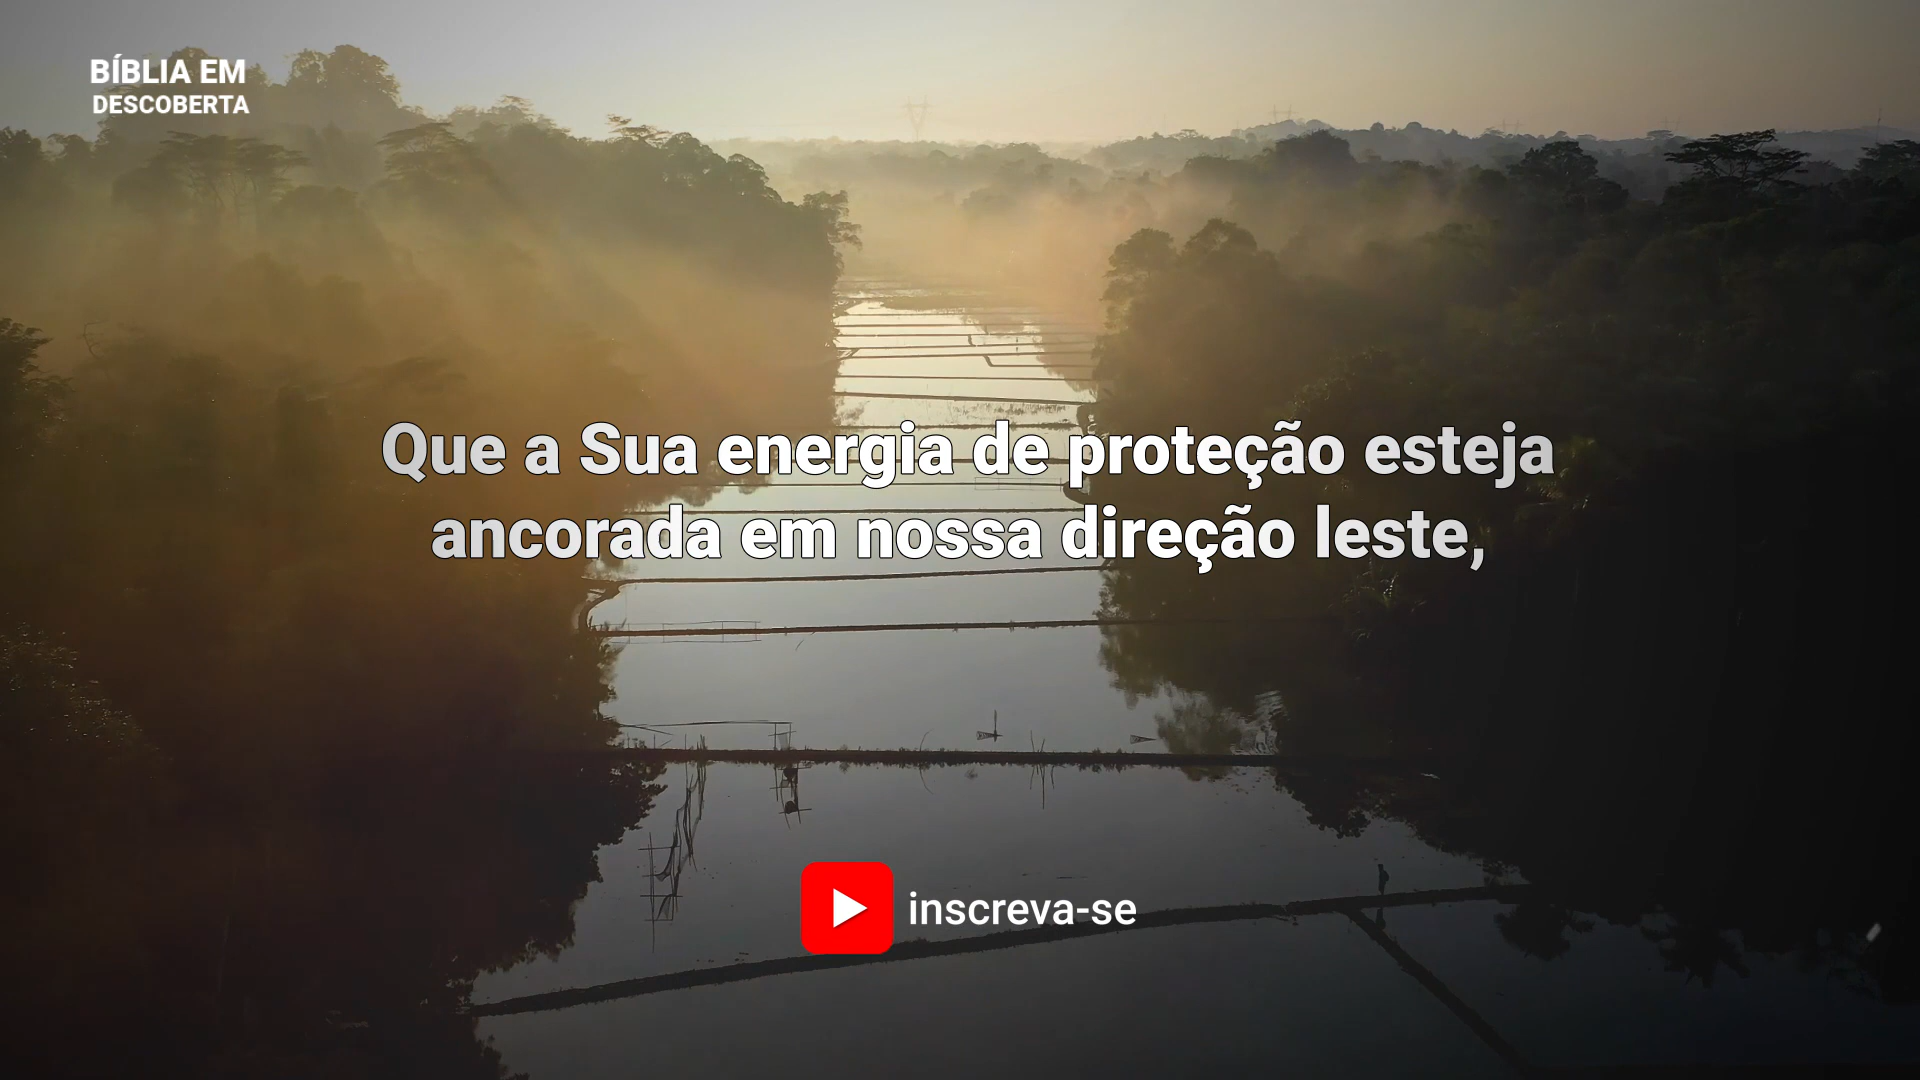 BÍBLIA EM
DESCOBERTA
Que a Sua energia de proteção esteja
ancorada em nossa direção leste,
inscreva-se